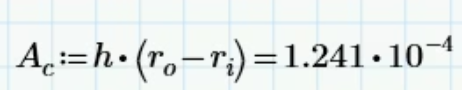 A_c := h · (r_o − r_i) = 1.241 · 10^−4